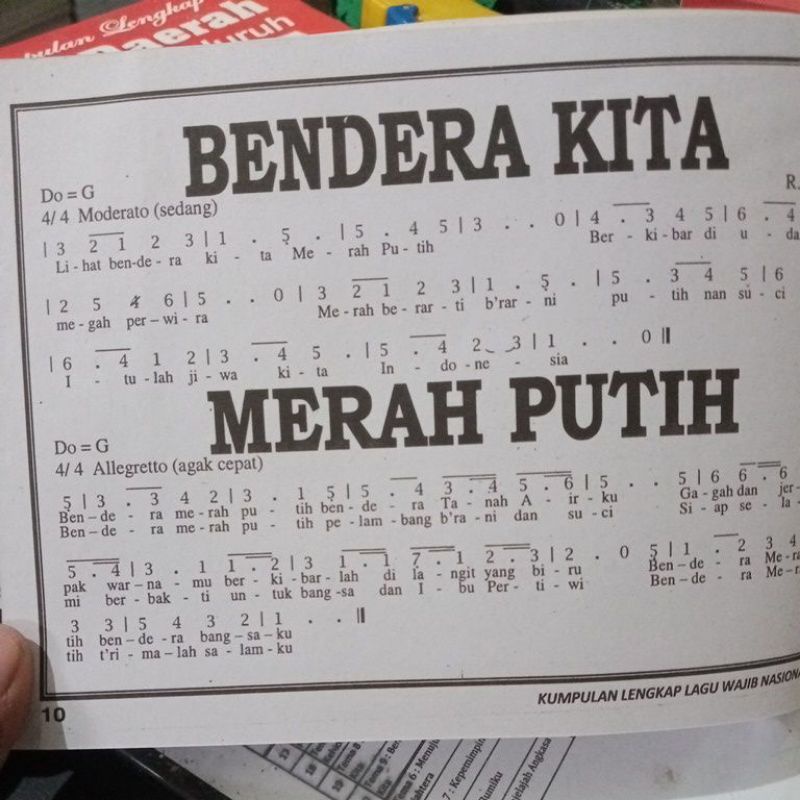 Lengkap
BENDERA KITA
Do = G
R.
4/ 4 Moderato (sedang)
| 3 2 1 2 3 | 1 . 5 . | 5 . 4 5 | 3 . . 0 | 4 . 3 4 5 | 6 . 4
Li - hat ben-de - ra ki - ta Me - rah Pu - tih Ber - ki - bar di u - da
| 2 5 4 6 | 5 . . 0 | 3 2 1 2 3 | 1 . 5 . | 5 . 3 4 5 | 6
me - gah per – wi - ra Me - rah be - rar - ti b'rar - ni pu - tih nan su - ci
| 6 . 4 1 2 | 3 . 4 5 . | 5 . 4 2 3 | 1 . . 0 ||
I - tu - lah ji - wa ki - ta In - do - ne - sia
MERAH PUTIH
Do = G
4/ 4 Allegretto (agak cepat)
5 | 3 . 3 4 2 | 3 . 1 5 | 5 . 4 3 . 4 5 . 6 | 5 . . 5 | 6 6 . 6
Ben – de - ra me - rah pu - tih ben - de - ra Ta - nah A - ir - ku Ga - gah dan jer-
Ben – de - ra me - rah pu - tih pe - lam - bang b'ra - ni dan su - ci Si - ap se - la -
5 . 4 | 3 . 1 1 . 2 | 3 1 . 1 7 . 1 2 . 3 | 2 . 0 5 | 1 . 2 3 4
pak war – na - mu ber - ki - bar - lah di la - ngit yang bi - ru Ben – de - ra Me-ra
mi ber - bak - ti un - tuk bang -sa dan I - bu Per - ti - wi Ben – de - ra Me-r
3 3 | 5 4 3 2 | 1 . . ||
tih ben – de - ra bang – sa – ku
tih t'ri - ma – lah sa - lam - ku
10
KUMPULAN LENGKAP LAGU WAJIB NASIONA